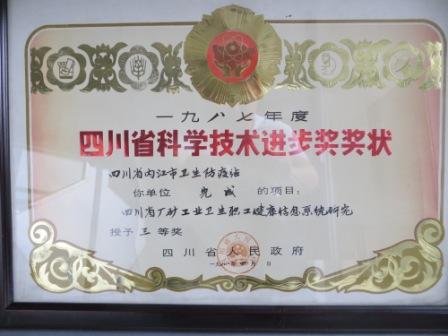 一九八七年度
四川省科学技术进步奖奖状
四川省内江市卫生防疫站
你单位 完成 的项目:
四川省厂矿工业卫生职工健康信息系统研究
授予三等奖
四川省人民政府